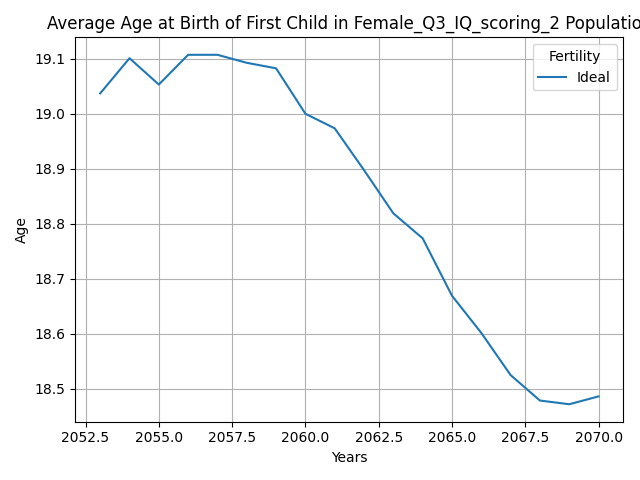 Average Age at Birth of First Child in Female_Q3_IQ_scoring_2 Populatio
Fertility
Ideal
19.1
19.0
18.9
18.8
18.7
18.6
18.5
Age
2052.5 2055.0 2057.5 2060.0 2062.5 2065.0 2067.5 2070.0
Years